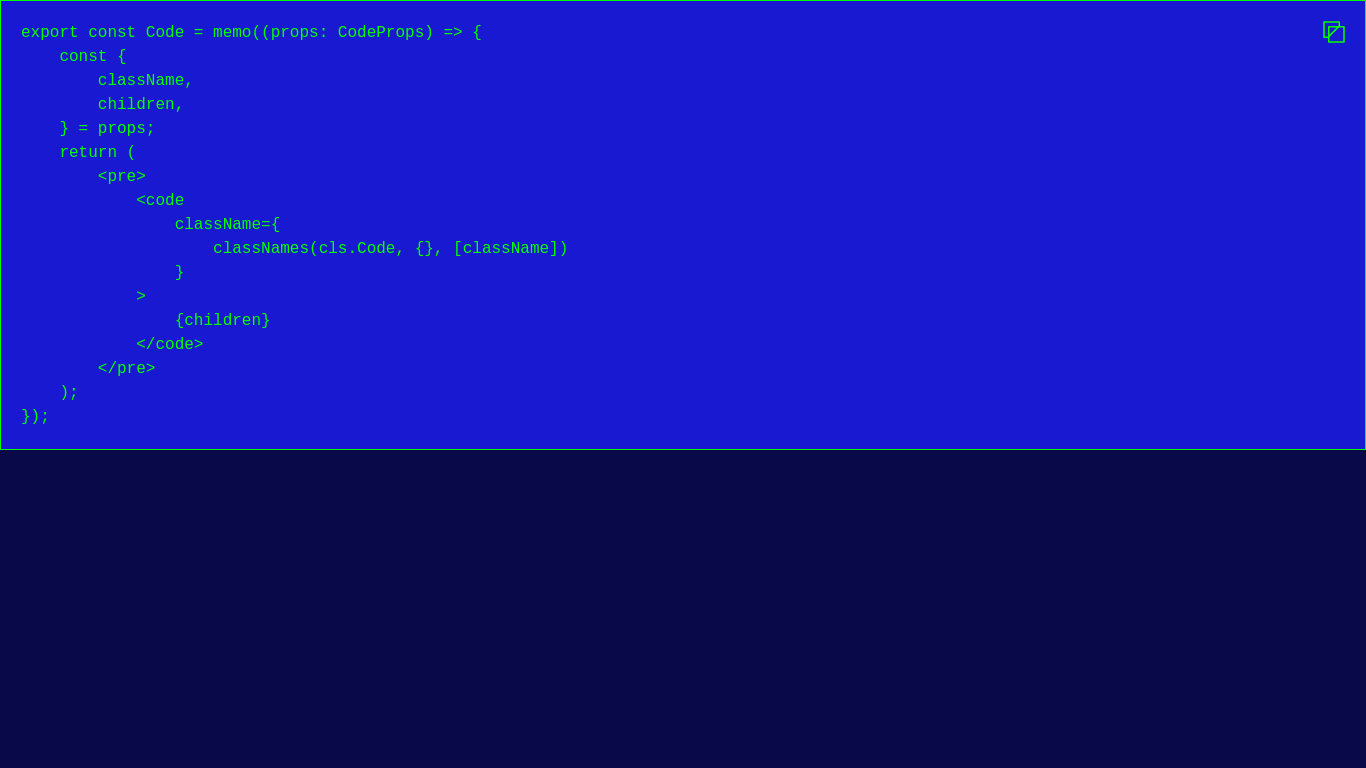 export const Code = memo((props: CodeProps) => {
    const {
        className,
        children,
    } = props;
    return (
        <pre>
            <code
                className={
                    classNames(cls.Code, {}, [className])
                }
            >
                {children}
            </code>
        </pre>
    );
});